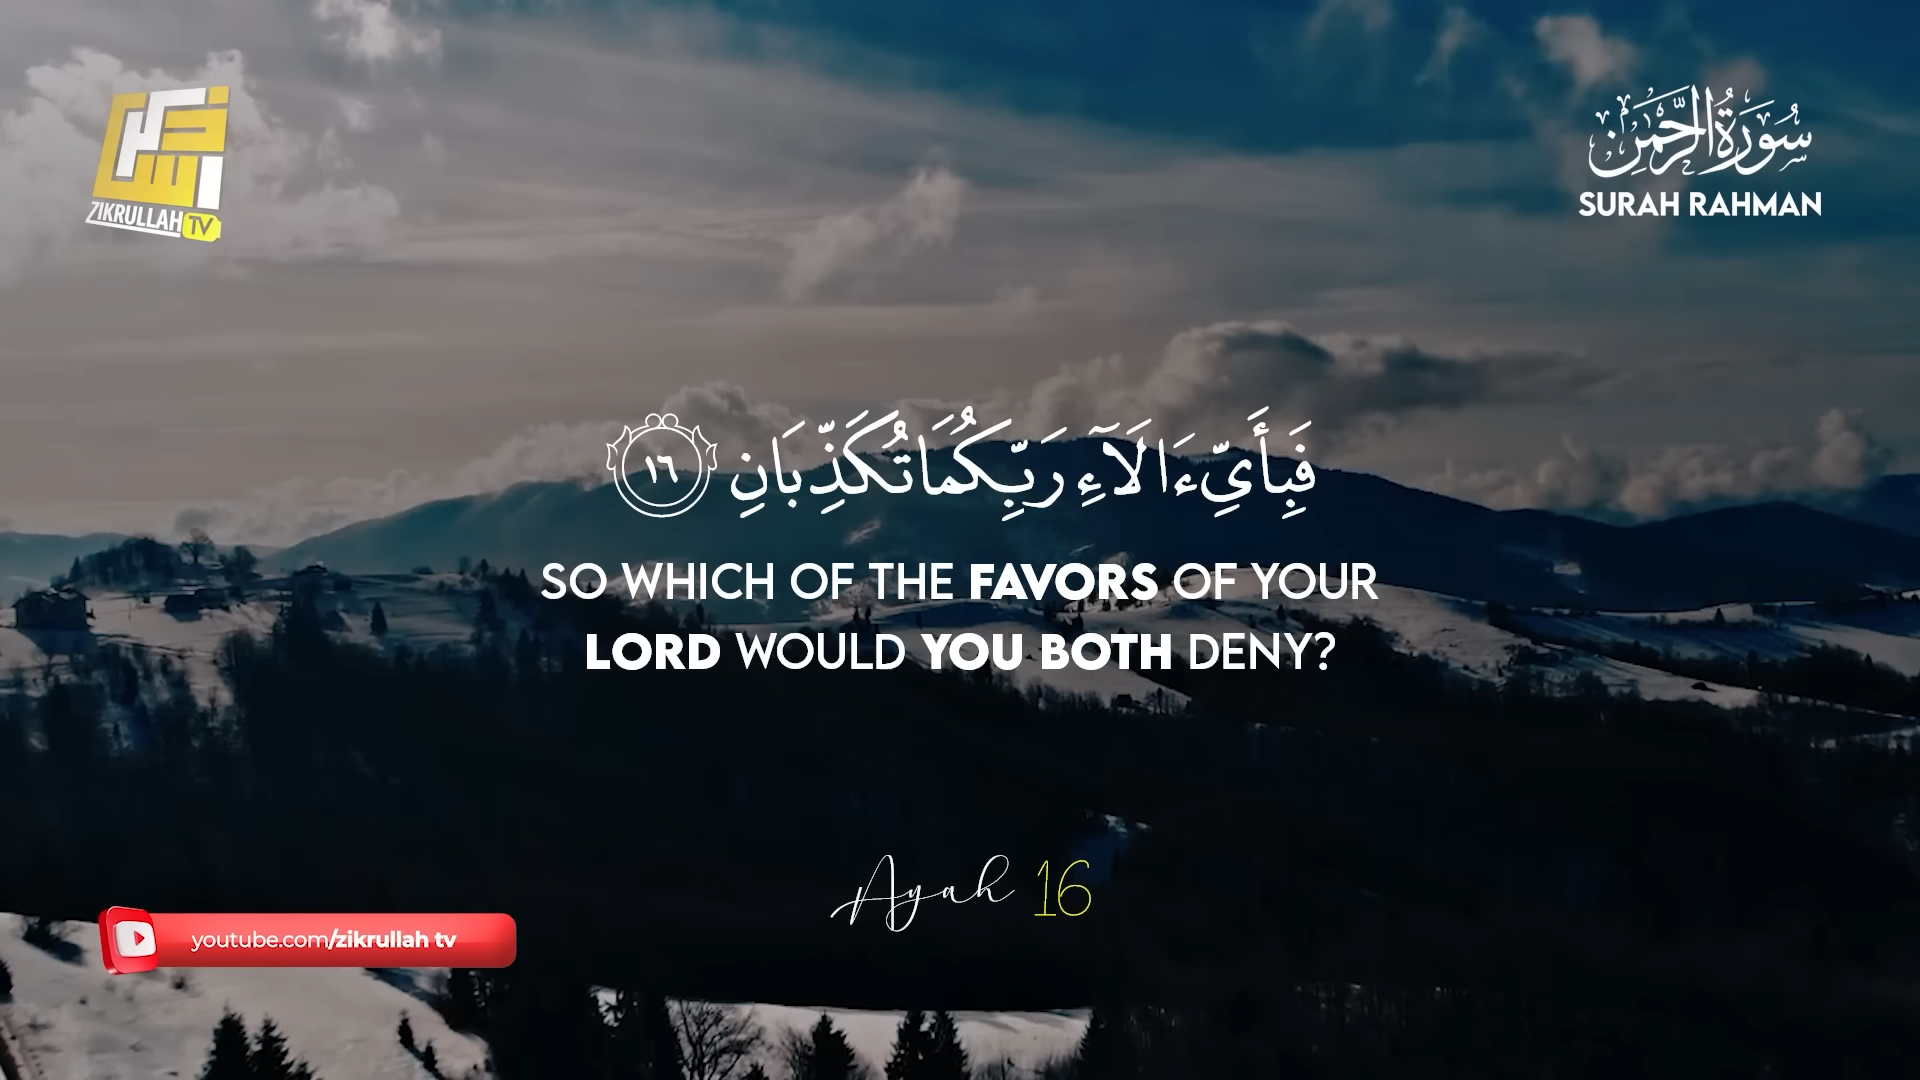 ZIKRULLAH TV
سُورَةُ الرَّحْمَٰن
SURAH RAHMAN
فَبِأَيِّ ءَالَآءِ رَبِّكُمَا تُكَذِّبَانِ ١٦
SO WHICH OF THE FAVORS OF YOUR
LORD WOULD YOU BOTH DENY?
Ayah 16
youtube.com/zikrullah tv